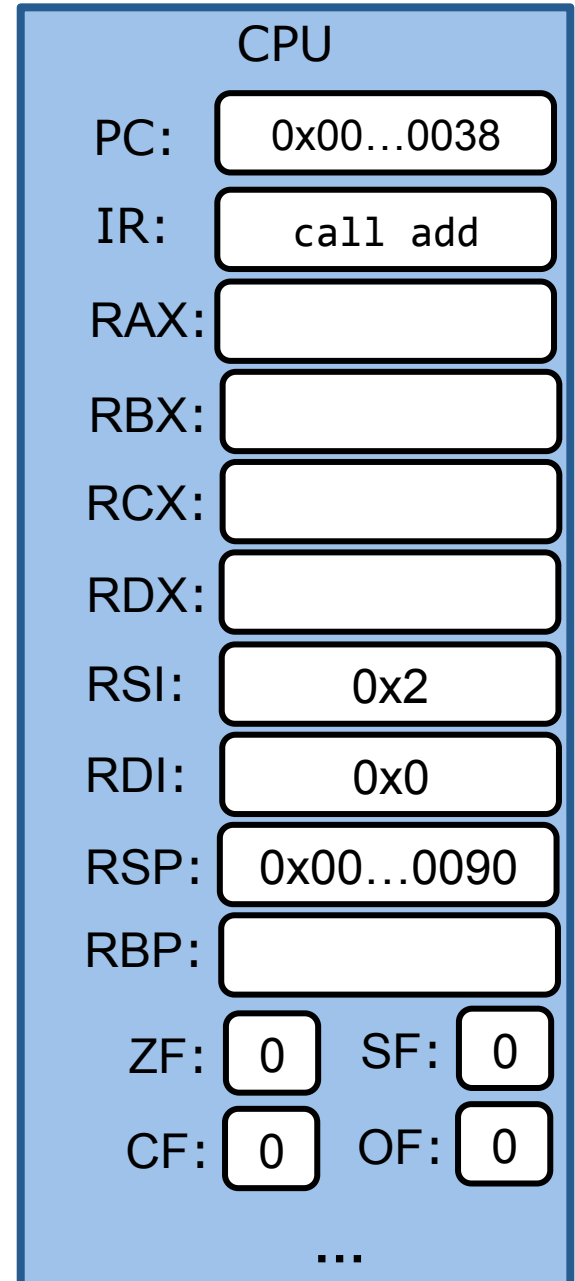 CPU
PC: 0x00...0038
IR: call add
RAX:
RBX:
RCX:
RDX:
RSI: 0x2
RDI: 0x0
RSP: 0x00...0090
RBP:
ZF: 0 SF: 0
CF: 0 OF: 0
...